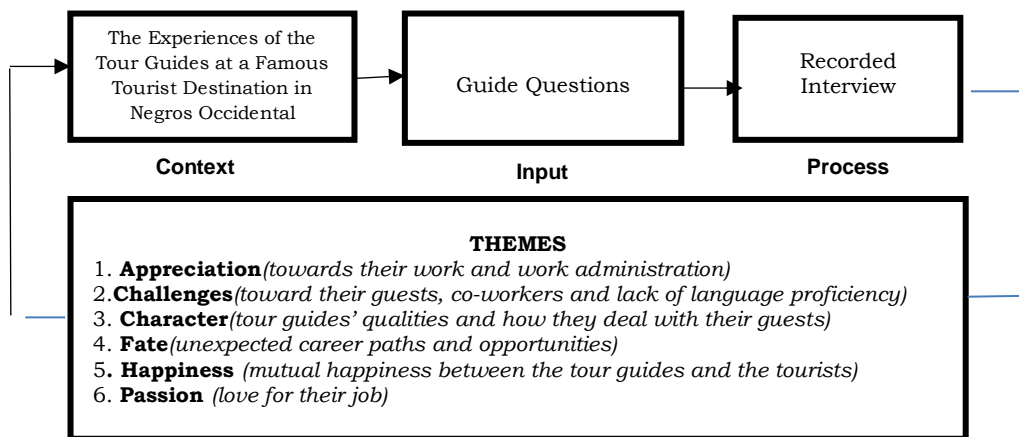 The Experiences of the
Tour Guides at a Famous
Tourist Destination in
Negros Occidental
Context
Guide Questions
Input
Recorded
Interview
Process
THEMES
1. Appreciation(towards their work and work administration)
2.Challenges(toward their guests, co-workers and lack of language proficiency)
3. Character(tour guides’ qualities and how they deal with their guests)
4. Fate(unexpected career paths and opportunities)
5. Happiness (mutual happiness between the tour guides and the tourists)
6. Passion (love for their job)